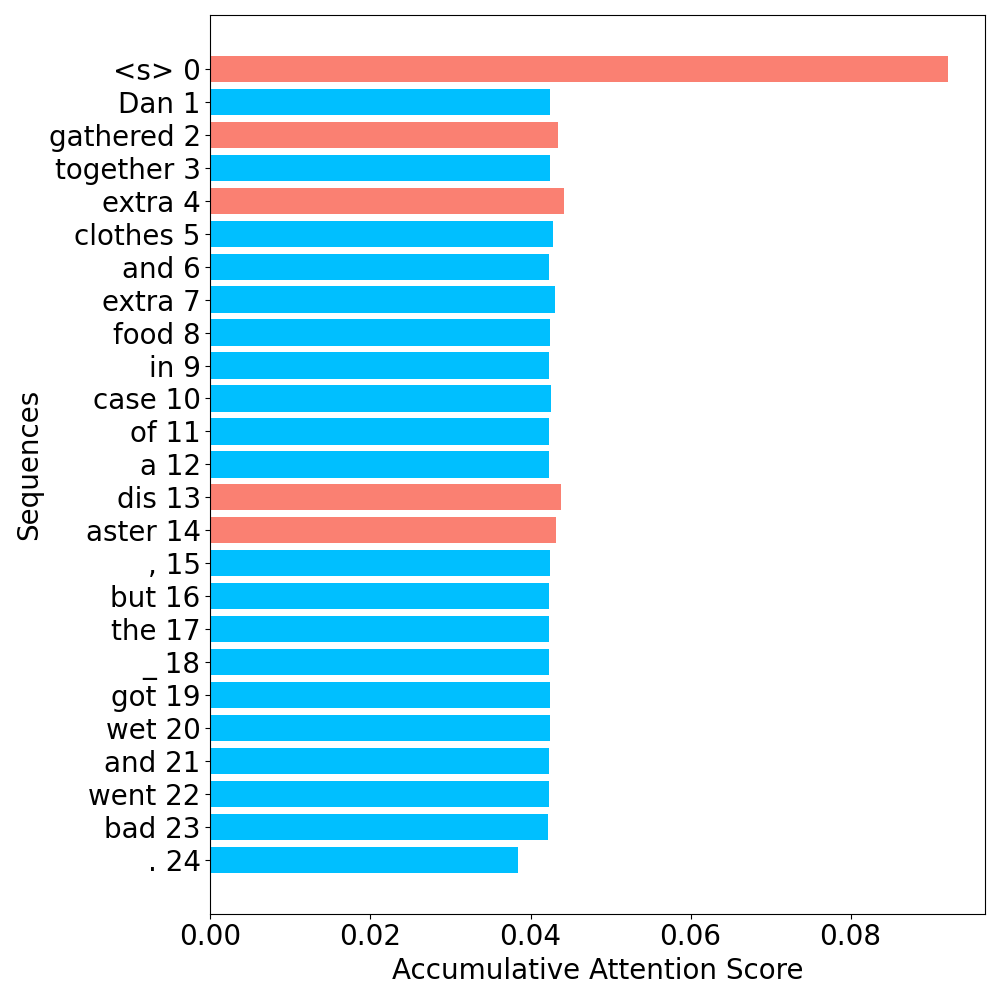 <s> 0
Dan 1
gathered 2
together 3
extra 4
clothes 5
and 6
extra 7
food 8
in 9
case 10
of 11
a 12
dis 13
aster 14
, 15
but 16
the 17
_ 18
got 19
wet 20
and 21
went 22
bad 23
. 24
Sequences
0.00 0.02 0.04 0.06 0.08
Accumulative Attention Score